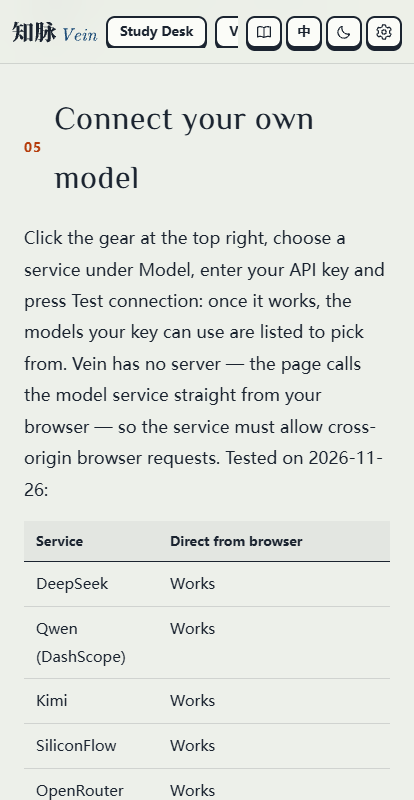 知脉 Vein Study Desk V 中
05 Connect your own
model
Click the gear at the top right, choose a
service under Model, enter your API key and
press Test connection: once it works, the
models your key can use are listed to pick
from. Vein has no server — the page calls
the model service straight from your
browser — so the service must allow cross-
origin browser requests. Tested on 2026-11-
26:
Service Direct from browser
DeepSeek Works
Qwen Works
(DashScope)
Kimi Works
SiliconFlow Works
OpenRouter Works